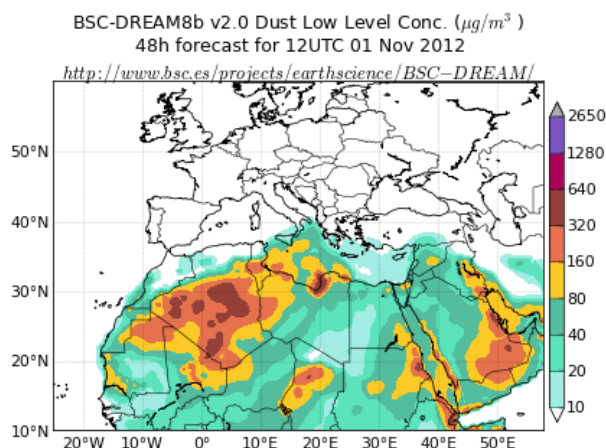 BSC-DREAM8b v2.0 Dust Low Level Conc. (μg/m³ )
48h forecast for 12UTC 01 Nov 2012
http://www.bsc.es/projects/earthscience/BSC−DREAM/
2650
1280
640
320
160
80
40
20
10
50°N
40°N
30°N
20°N
10°N
20°W 10°W 0° 10°E 20°E 30°E 40°E 50°E